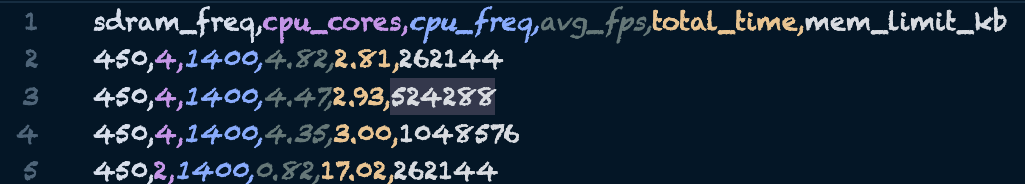 1 sdram_freq,cpu_cores,cpu_freq,avg_fps,total_time,mem_limit_kb
2 450,4,1400,4.82,2.81,262144
3 450,4,1400,4.47,2.93,524288
4 450,4,1400,4.35,3.00,1048576
5 450,2,1400,0.82,17.02,262144